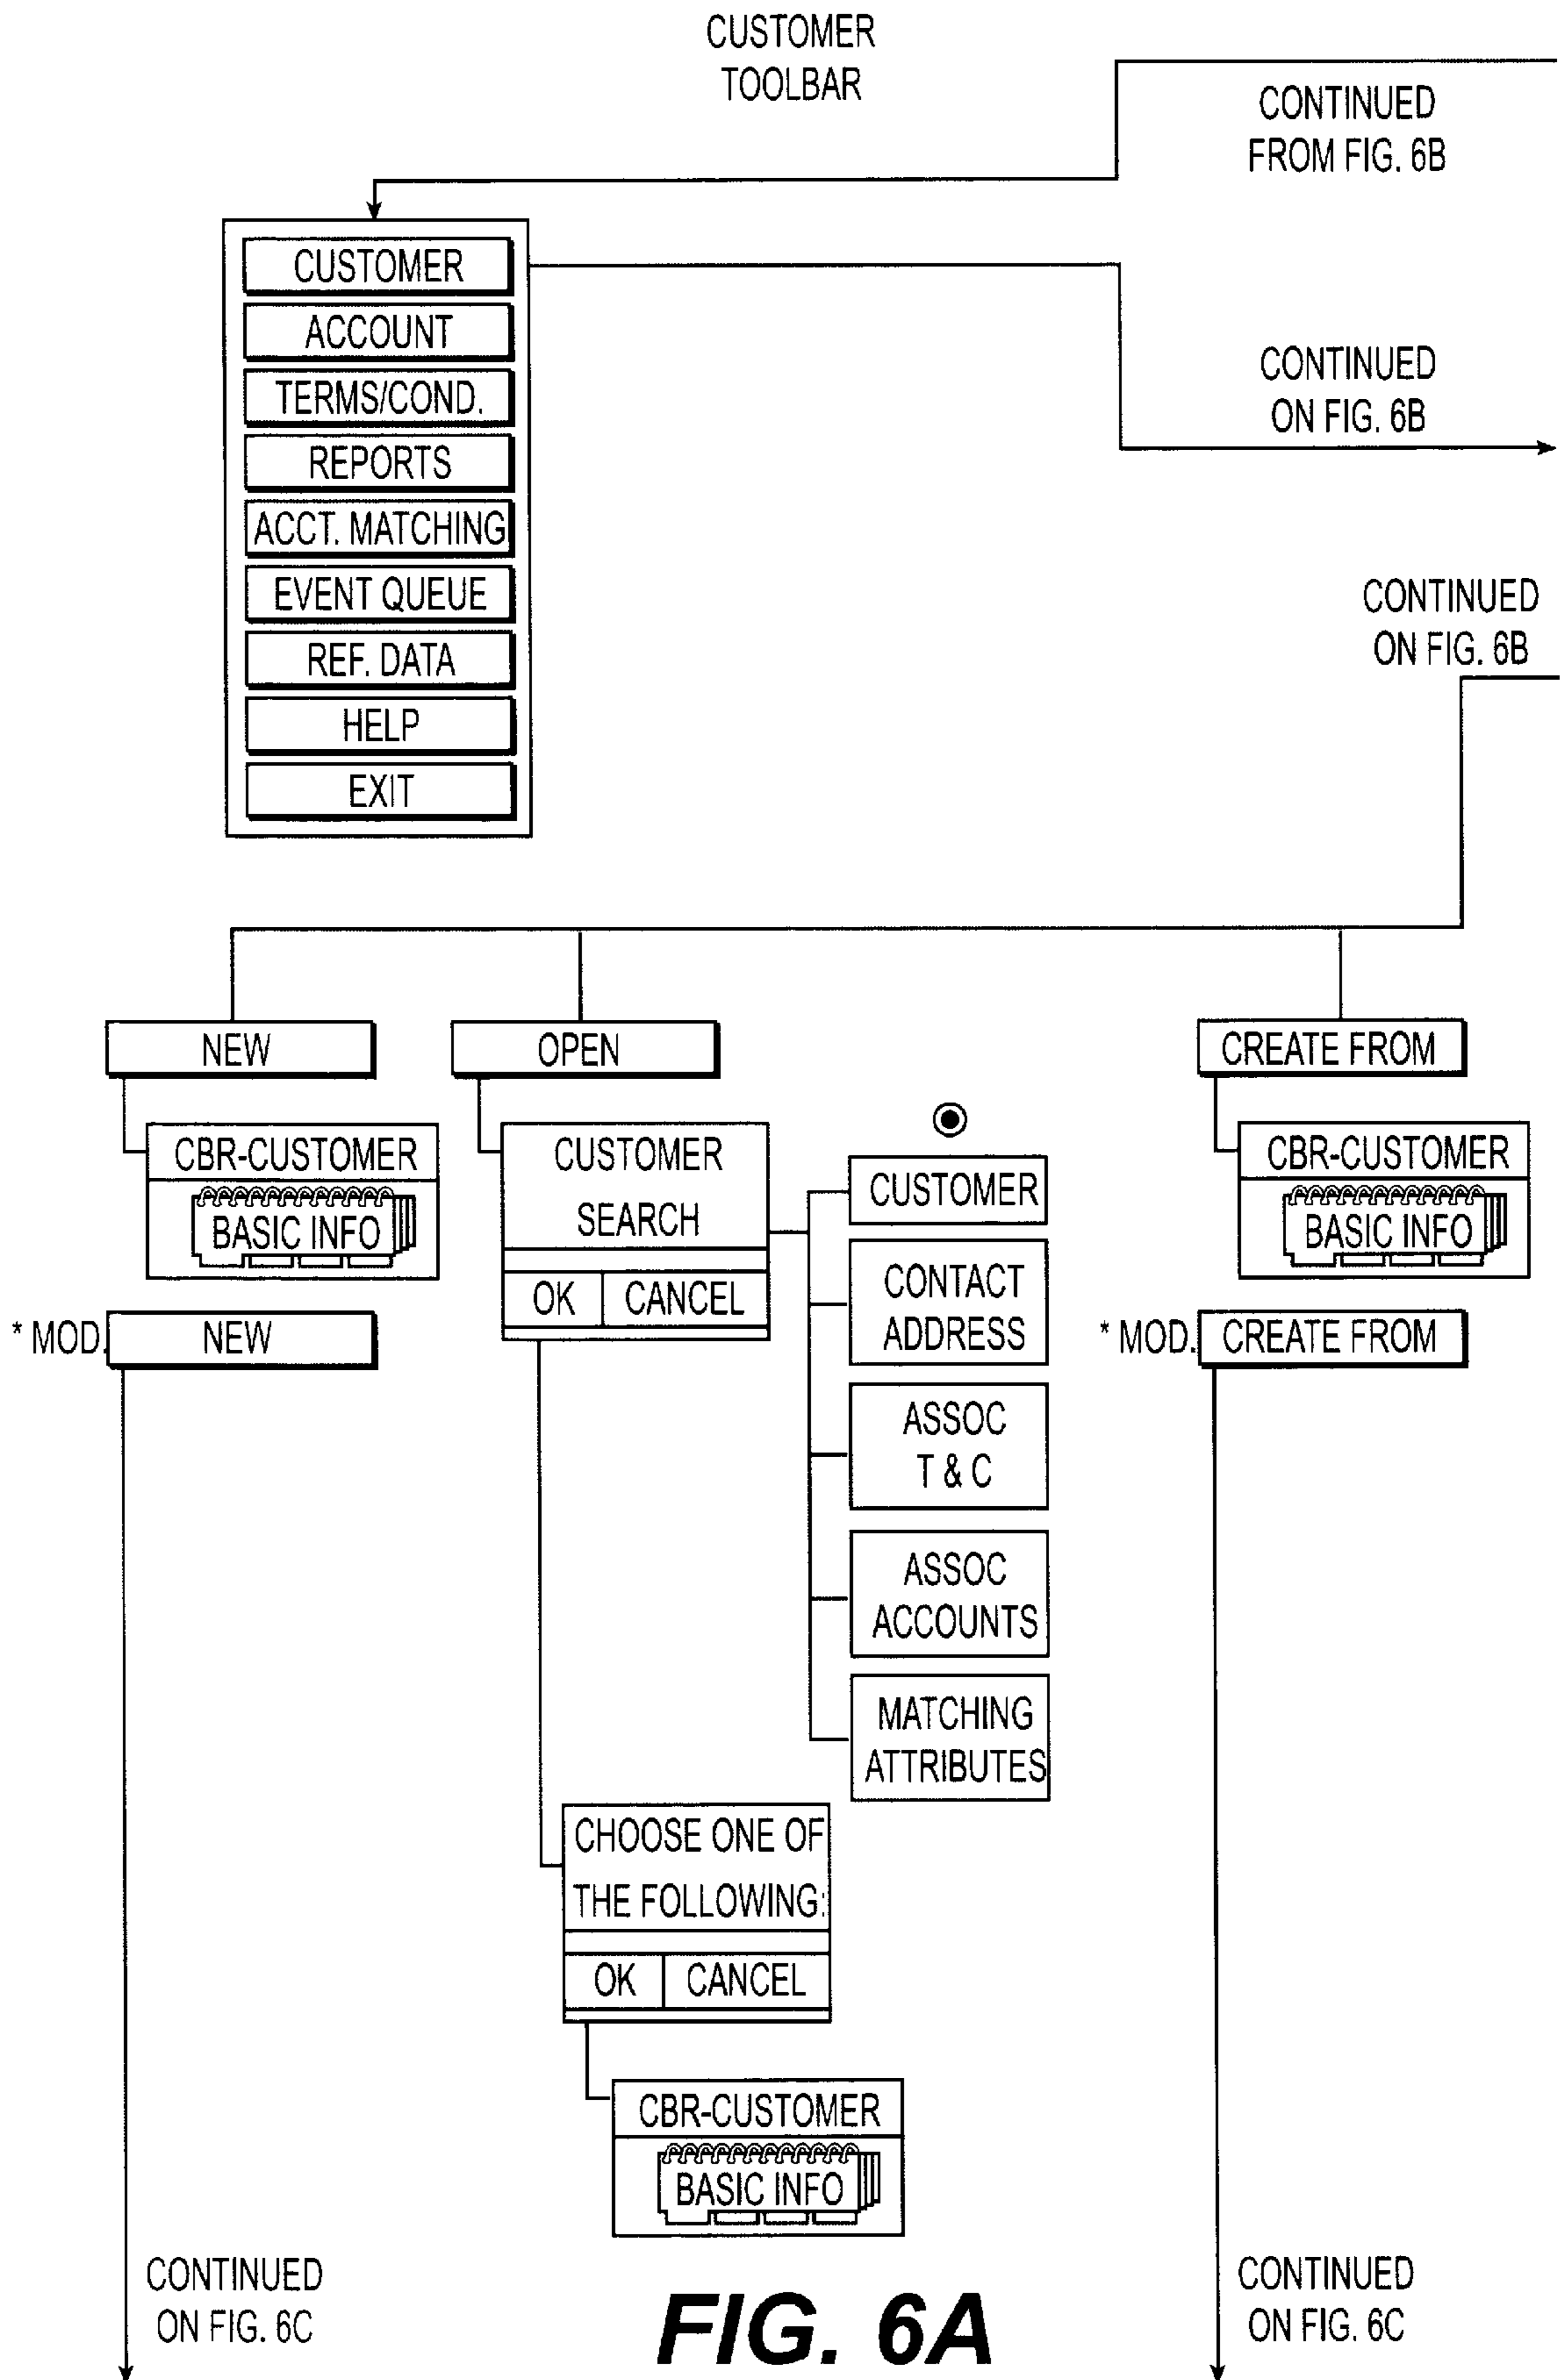 CUSTOMER
TOOLBAR
CONTINUED
FROM FIG. 6B
CUSTOMER
ACCOUNT
TERMS/COND.
REPORTS
ACCT. MATCHING
EVENT QUEUE
REF. DATA
HELP
EXIT
CONTINUED
ON FIG. 6B
CONTINUED
ON FIG. 6B
NEW
OPEN
CREATE FROM
CBR-CUSTOMER
BASIC INFO
* MOD.
NEW
CUSTOMER
SEARCH
OK
CANCEL
CUSTOMER
CONTACT
ADDRESS
ASSOC
T & C
ASSOC
ACCOUNTS
MATCHING
ATTRIBUTES
CBR-CUSTOMER
BASIC INFO
* MOD.
CREATE FROM
CHOOSE ONE OF
THE FOLLOWING:
OK
CANCEL
CBR-CUSTOMER
BASIC INFO
CONTINUED
ON FIG. 6C
CONTINUED
ON FIG. 6C
FIG. 6A